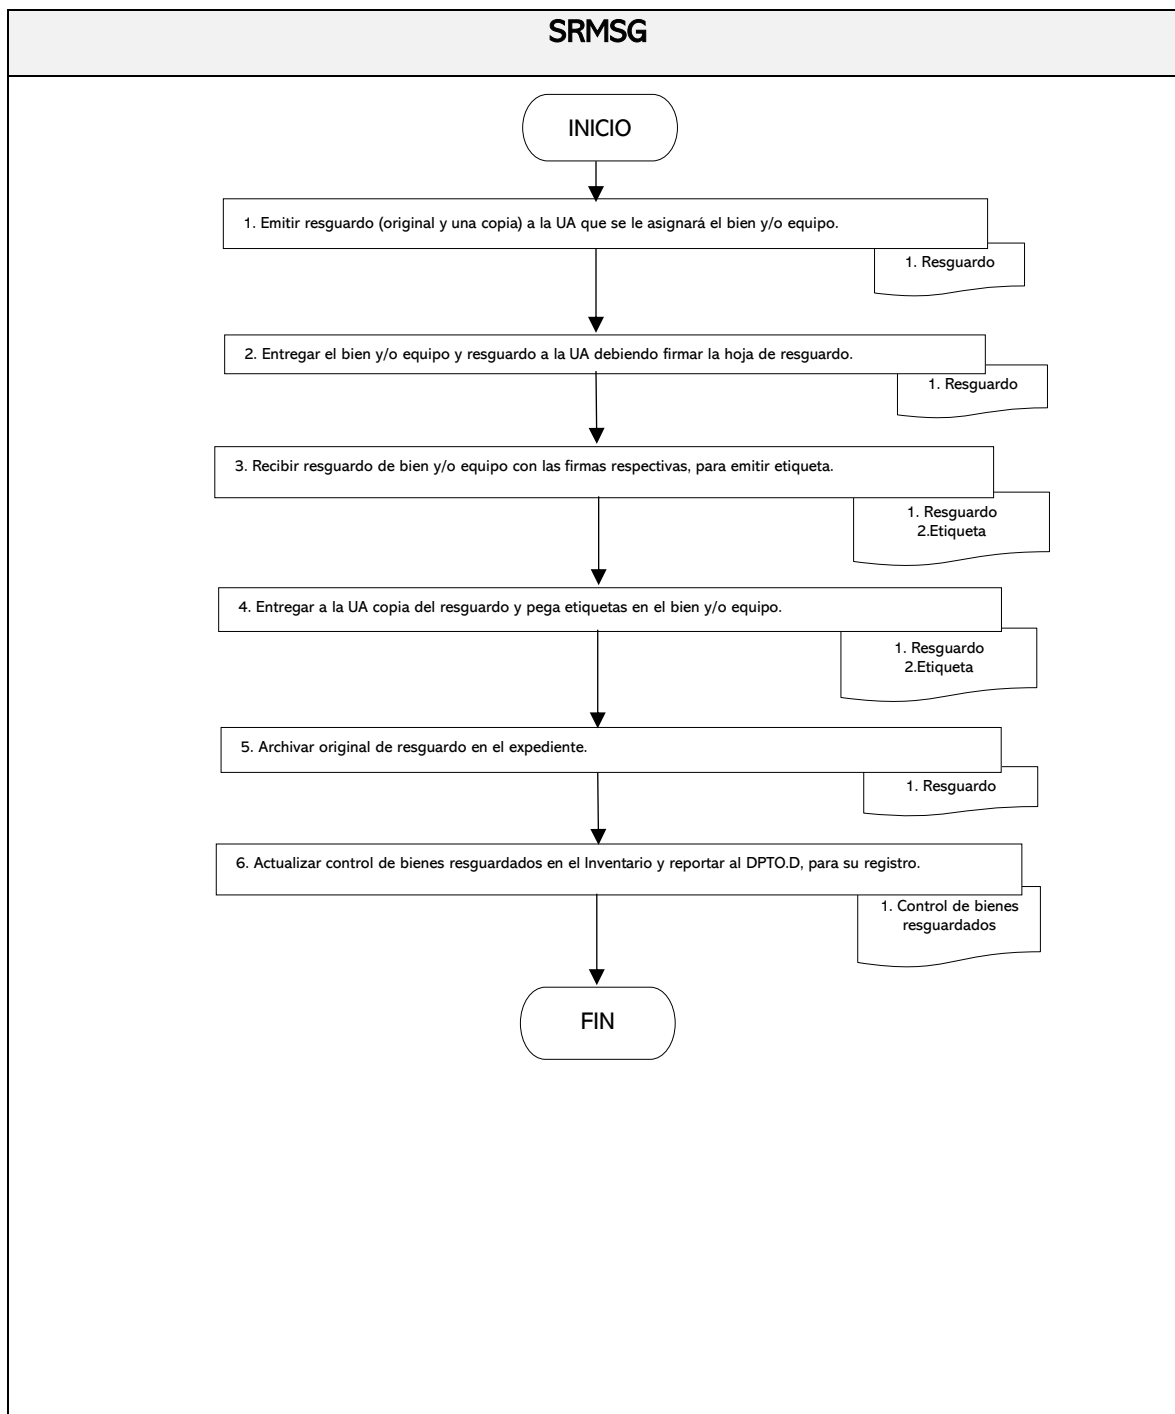 SRMSG
INICIO
1. Emitir resguardo (original y una copia) a la UA que se le asignará el bien y/o equipo.
1. Resguardo
2. Entregar el bien y/o equipo y resguardo a la UA debiendo firmar la hoja de resguardo.
1. Resguardo
3. Recibir resguardo de bien y/o equipo con las firmas respectivas, para emitir etiqueta.
1. Resguardo
2.Etiqueta
4. Entregar a la UA copia del resguardo y pega etiquetas en el bien y/o equipo.
1. Resguardo
2.Etiqueta
5. Archivar original de resguardo en el expediente.
1. Resguardo
6. Actualizar control de bienes resguardados en el Inventario y reportar al DPTO.D, para su registro.
1. Control de bienes
resguardados
FIN